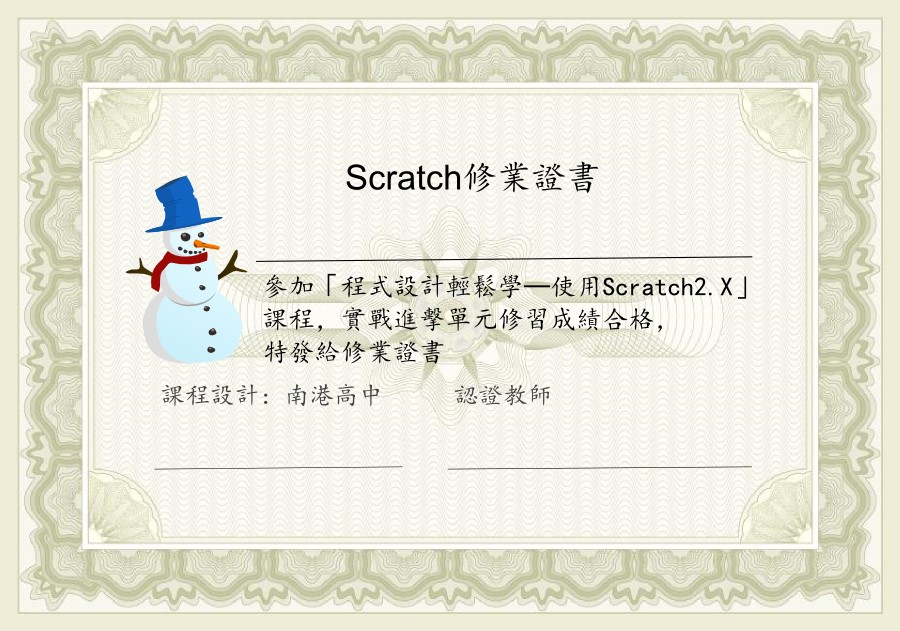 Scratch修業證書
參加「程式設計輕鬆學—使用Scratch2.X」
課程，實戰進擊單元修習成績合格，
特發給修業證書
課程設計：南港高中 認證教師